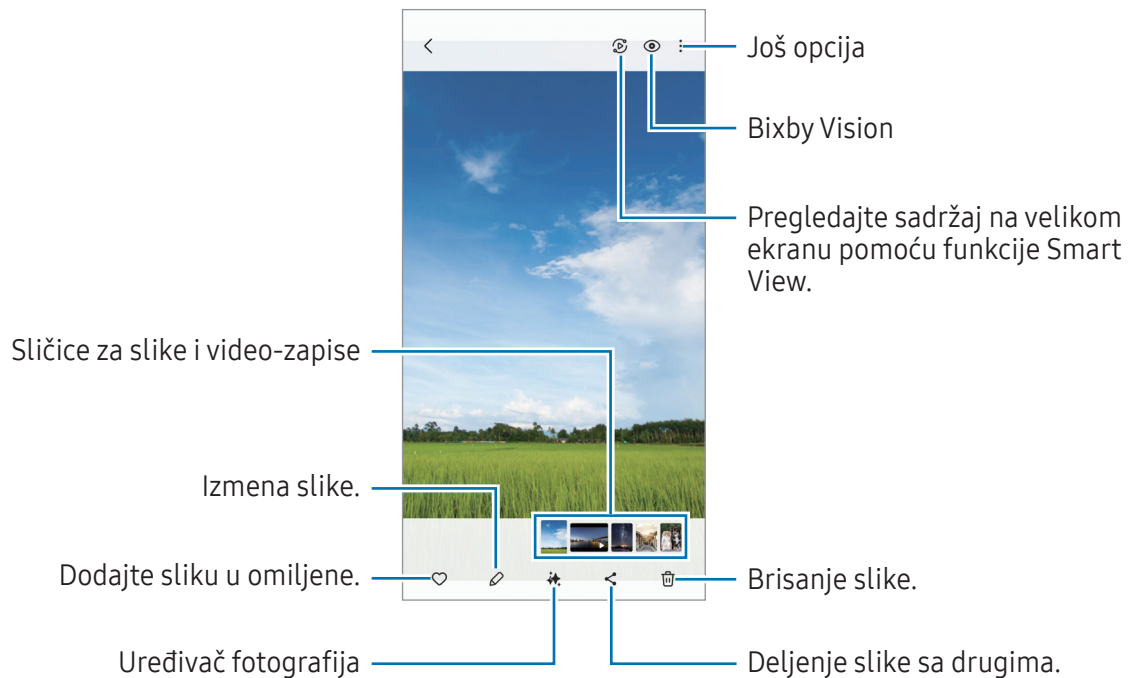 Još opcija
Bixby Vision
Pregledajte sadržaj na velikom
ekranu pomoću funkcije Smart
View.
Sličice za slike i video-zapise
Izmena slike.
Dodajte sliku u omiljene.
Brisanje slike.
Uređivač fotografija
Deljenje slike sa drugima.